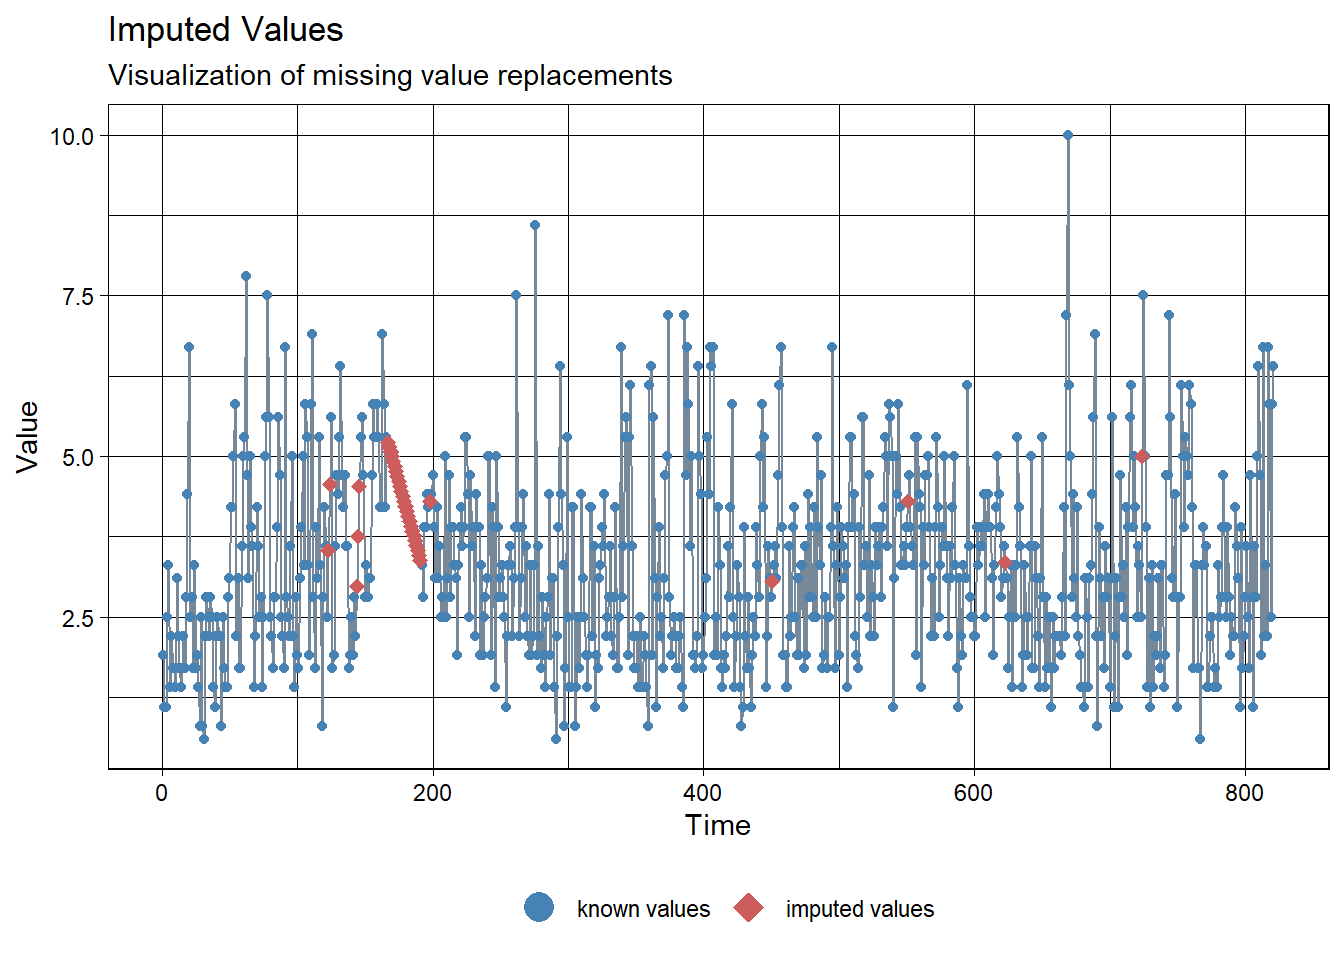 Imputed Values
Visualization of missing value replacements
10.0
7.5
5.0
2.5
Value
0 200 400 600 800
Time
known values imputed values